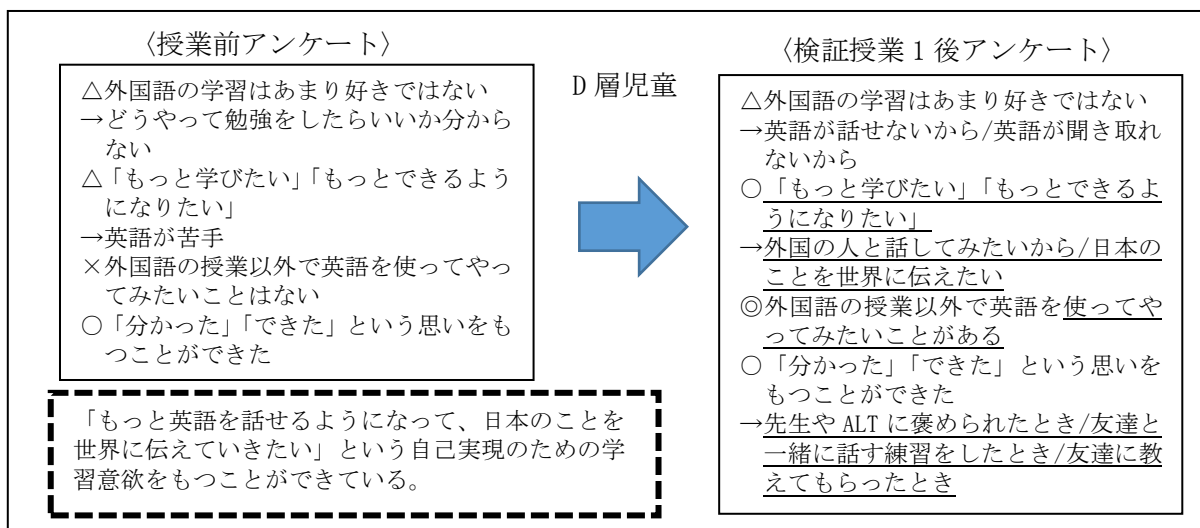 〈授業前アンケート〉
△外国語の学習はあまり好きではない
→どうやって勉強をしたらいいか分から
ない
△「もっと学びたい」「もっとできるよう
になりたい」
→英語が苦手
×外国語の授業以外で英語を使ってやっ
てみたいことはない
○「分かった」「できた」という思いをも
つことができた
「もっと英語を話せるようになって、日本のことを
世界に伝えていきたい」という自己実現のための学
習意欲をもつことができている。
D 層児童
〈検証授業 1 後アンケート〉
△外国語の学習はあまり好きではない
→英語が話せないから/英語が聞き取れ
ないから
○「もっと学びたい」「もっとできるよ
うになりたい」
→外国の人と話してみたいから/日本の
ことを世界に伝えたい
◎外国語の授業以外で英語を使ってや
ってみたいことがある
○「分かった」「できた」という思いを
もつことができた
→先生や ALT に褒められたとき/友達と
一緒に話す練習をしたとき/友達に教
えてもらったとき